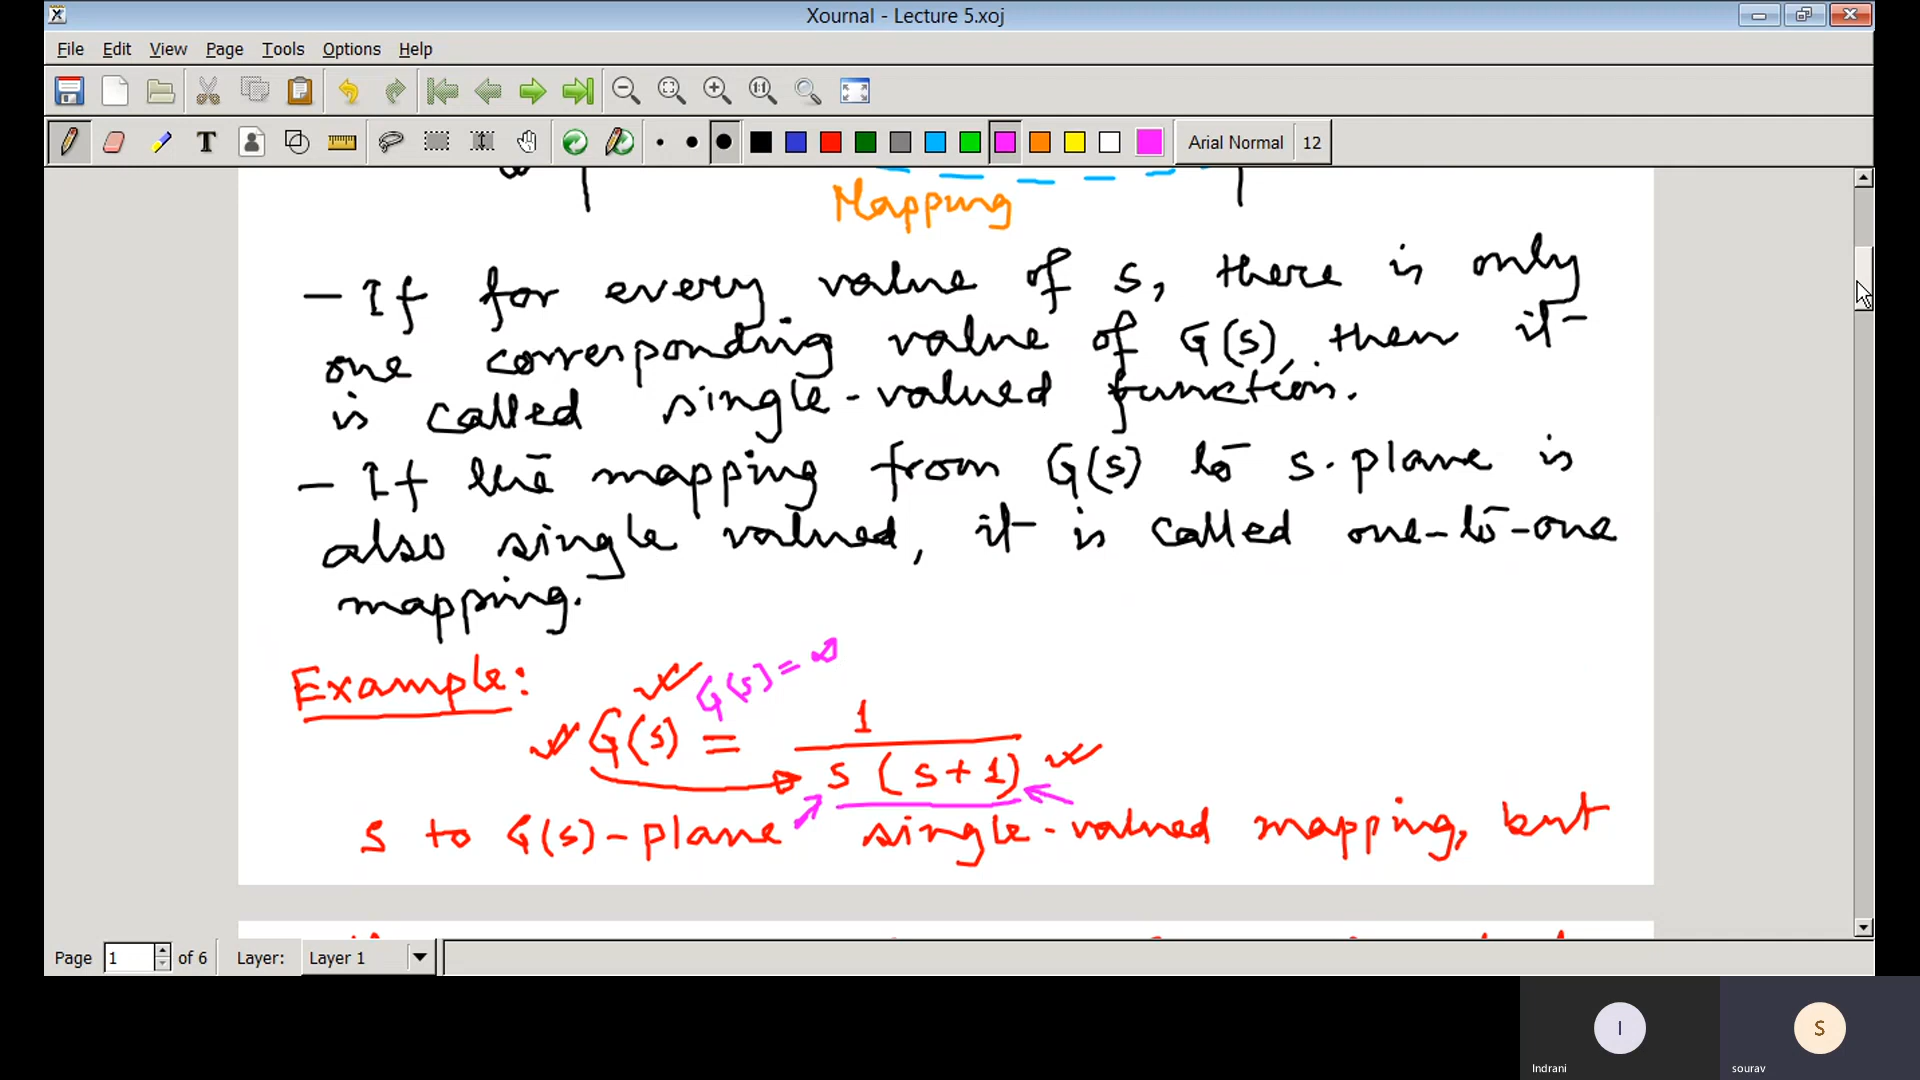 Xournal - Lecture 5.xoj
File Edit View Page Tools Options Help
Arial Normal 12
Mapping
- If for every value of s, there is only
one corresponding value of G(s), then it
is called single-valued function.
- If the mapping from G(s) to s-plane is
also single valued, it is called one-to-one
mapping.
Example:
G(s) = ∞
G(s) = 1
s (s+1)
s to G(s)-plane single-valued mapping, but
Page 1 of 6 Layer: Layer 1
I S
Indrani sourav